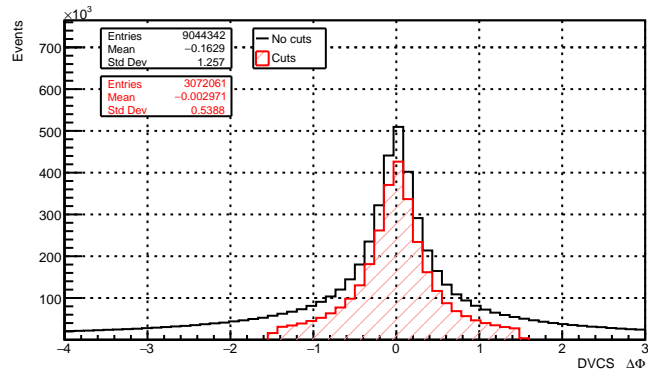 ×10³
Events
700
600
500
400
300
200
100
Entries 9044342
Mean −0.1629
Std Dev 1.257
Entries 3072061
Mean −0.002971
Std Dev 0.5388
No cuts
Cuts
−4 −3 −2 −1 0 1 2 3
DVCS ΔΦ